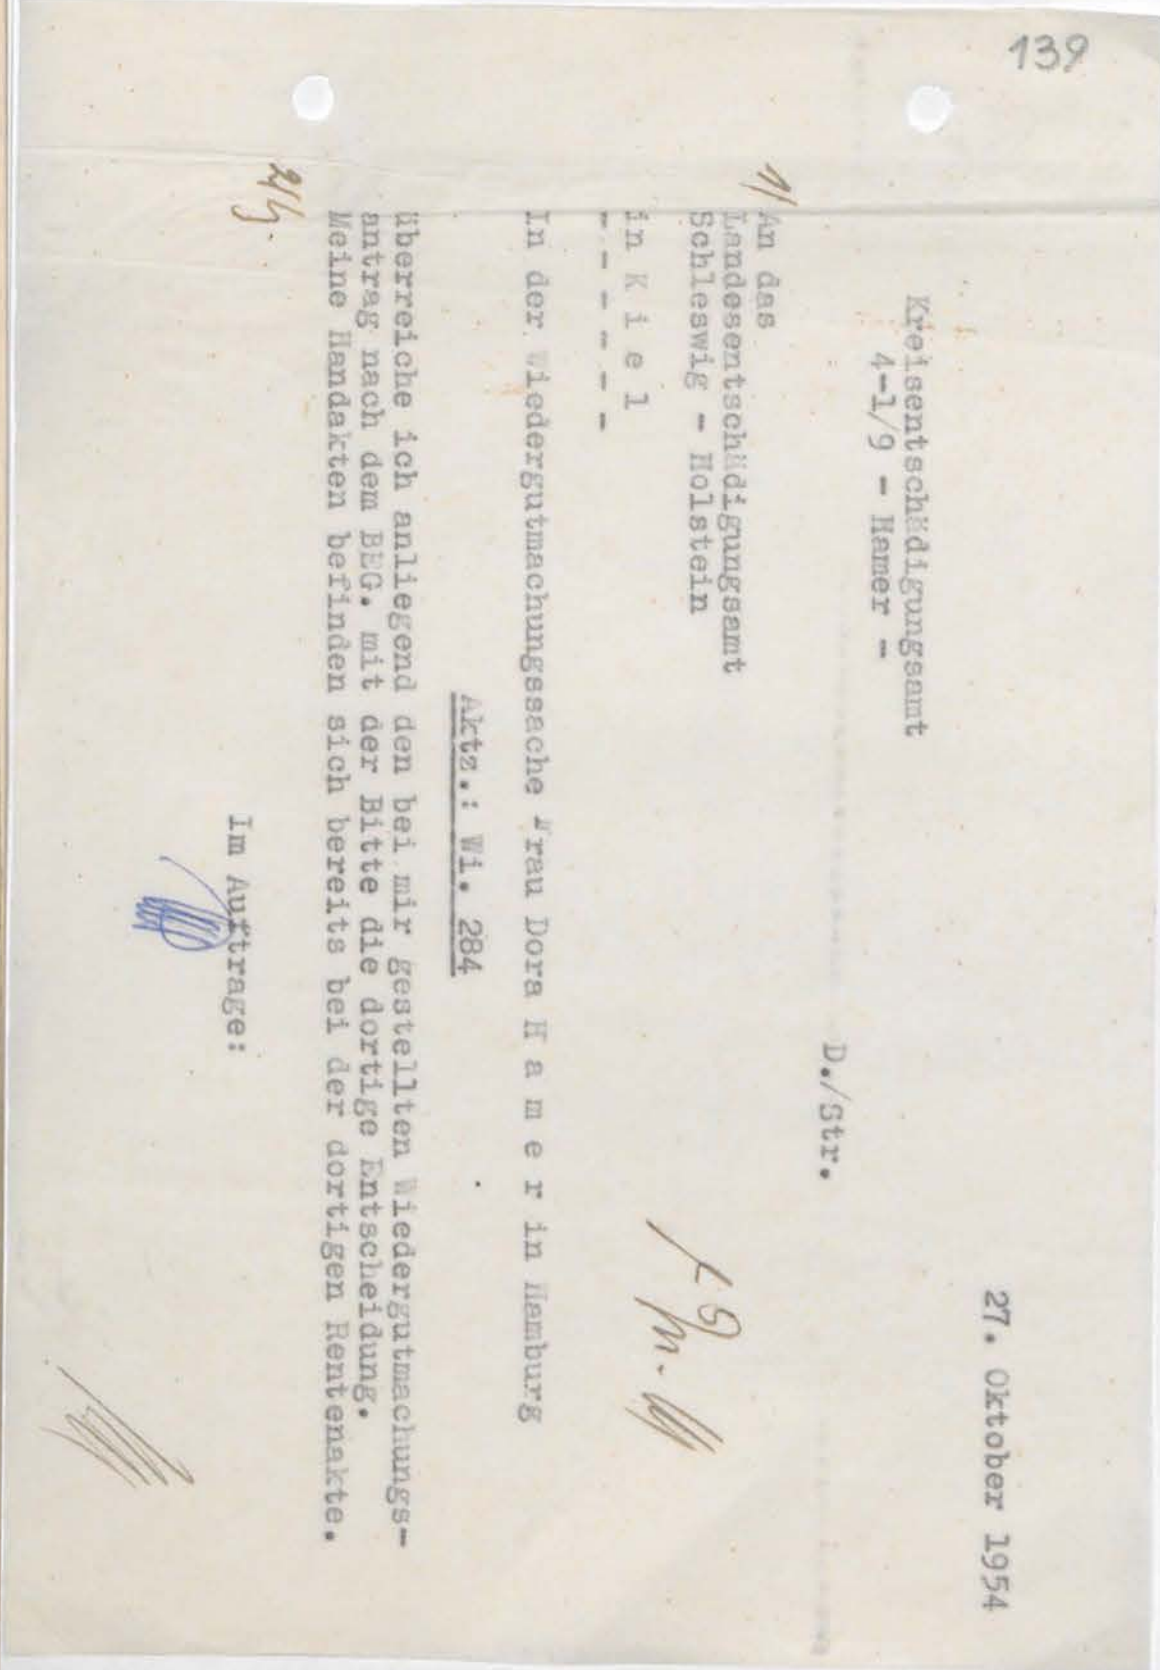 139
27. Oktober 1954
Kreisentschädigungsamt
4-1/9 - Hamer -
D./Str.
1/ An das
Landesentschädigungsamt
Schleswig - Holstein
in K i e l
- - - - - -
In der Wiedergutmachungssache Frau Dora H a m e r in Hamburg
Aktz.: Wi. 284
überreiche ich anliegend den bei mir gestellten Wiedergutmachungs-
antrag nach dem BEG. mit der Bitte die dortige Entscheidung.
Meine Handakten befinden sich bereits bei der dortigen Rentenakte.
2/
Im Auftrage: